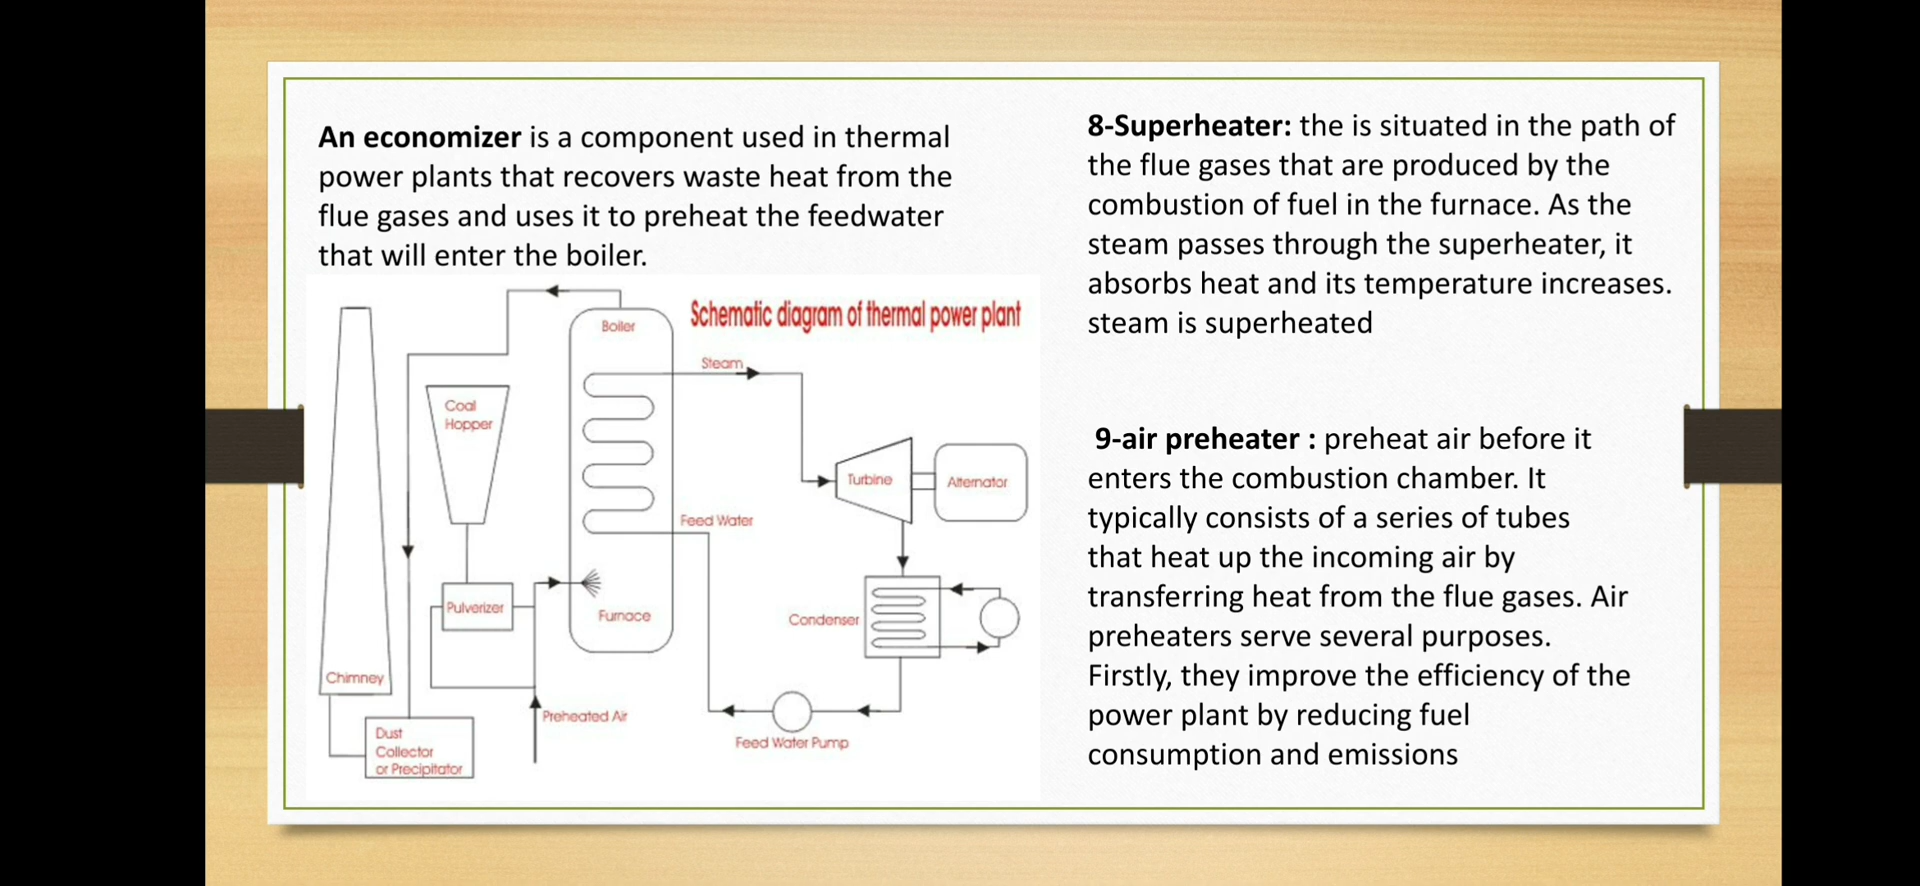 An economizer is a component used in thermal
power plants that recovers waste heat from the
flue gases and uses it to preheat the feedwater
that will enter the boiler.
Schematic diagram of thermal power plant
Boiler
Steam
Coal
Hopper
Turbine
Alternator
Feed Water
Pulverizer
Furnace
Condenser
Chimney
Preheated Air
Dust
Collector
or Precipitator
Feed Water Pump
8-Superheater: the is situated in the path of
the flue gases that are produced by the
combustion of fuel in the furnace. As the
steam passes through the superheater, it
absorbs heat and its temperature increases.
steam is superheated
9-air preheater : preheat air before it
enters the combustion chamber. It
typically consists of a series of tubes
that heat up the incoming air by
transferring heat from the flue gases. Air
preheaters serve several purposes.
Firstly, they improve the efficiency of the
power plant by reducing fuel
consumption and emissions